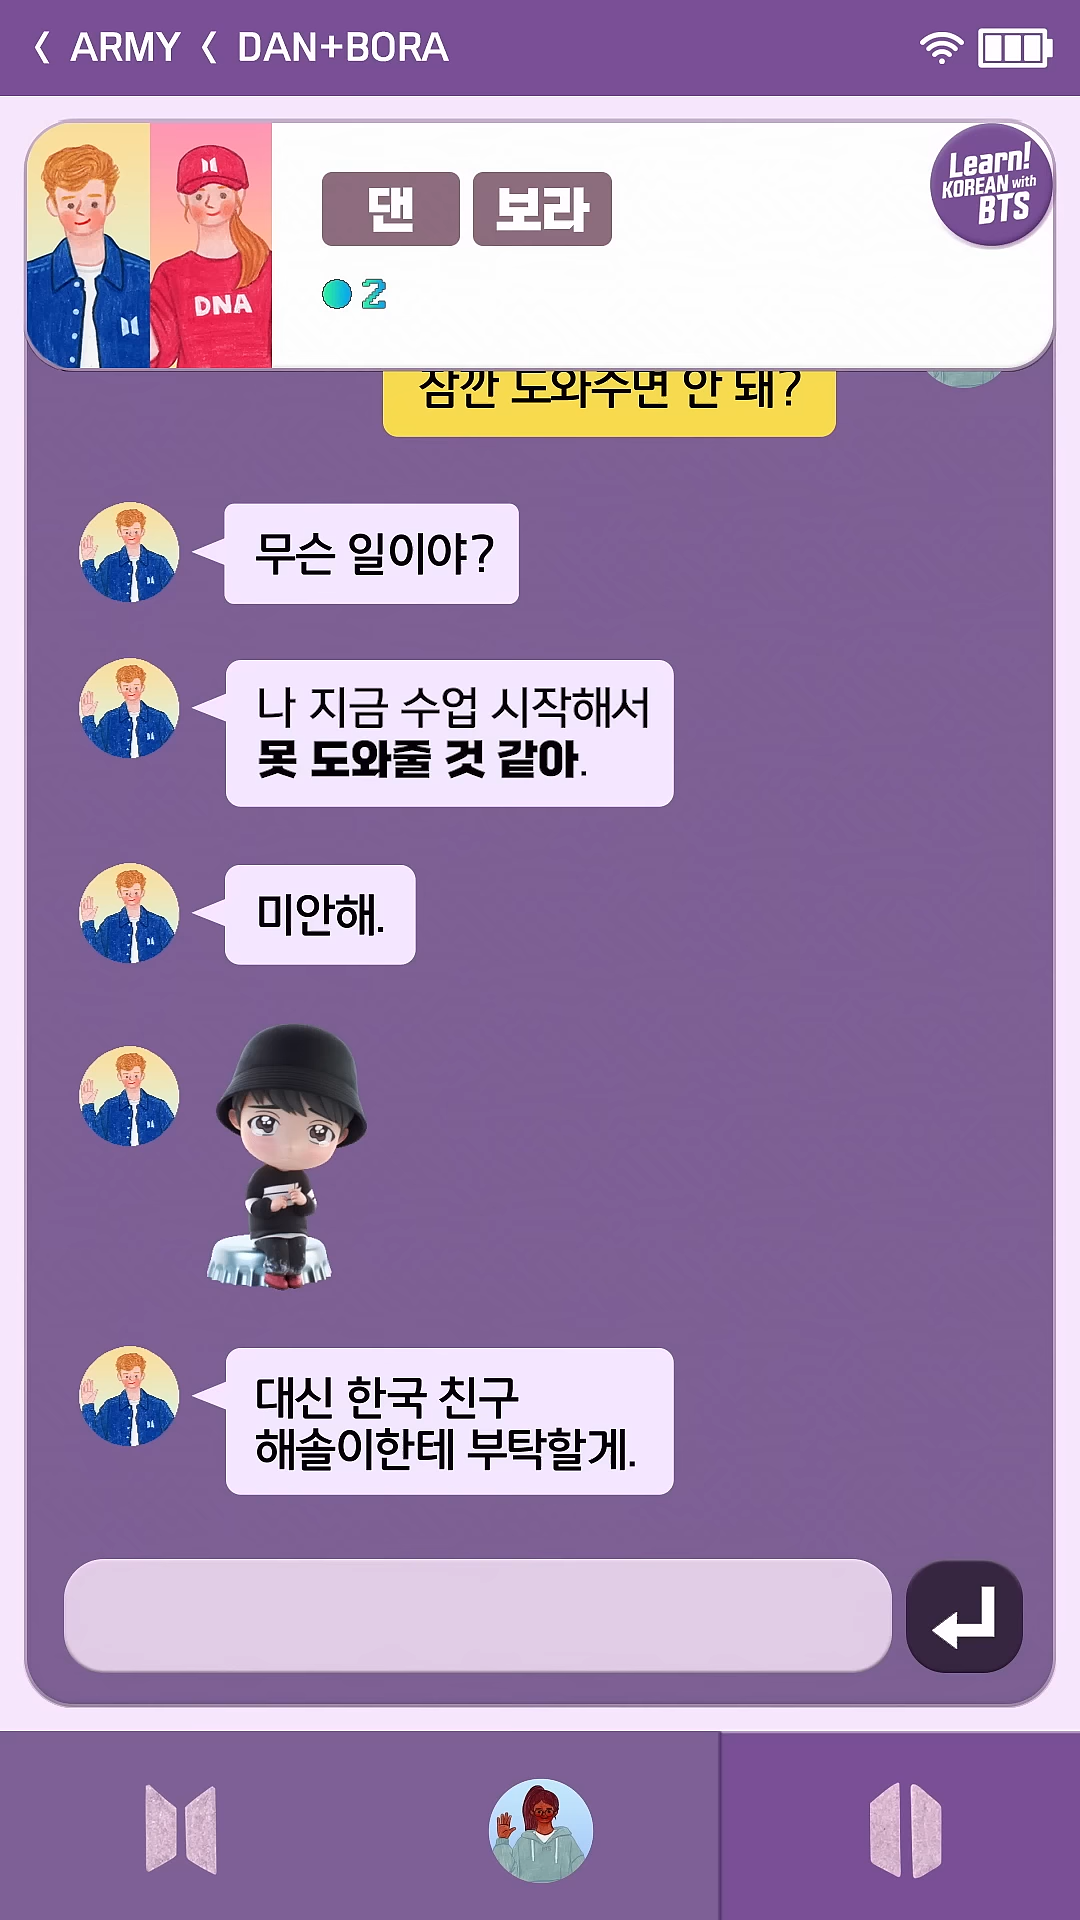 ARMY DAN+BORA
Learn!
KOREAN with
BTS
댄 보라
2
DNA
잠깐 도와주면 안 돼?
무슨 일이야?
나 지금 수업 시작해서
못 도와줄 것 같아.
미안해.
대신 한국 친구
해솔이한테 부탁할게.